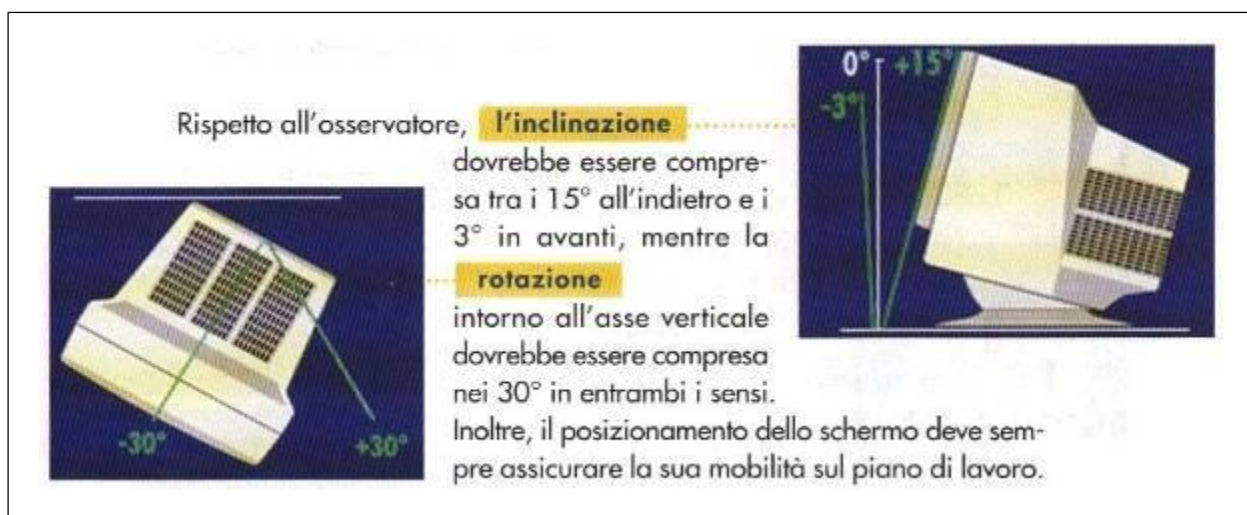 0° +15°
-3°
Rispetto all'osservatore, l'inclinazione
dovrebbe essere compre-
sa tra i 15° all'indietro e i
3° in avanti, mentre la
rotazione
intorno all'asse verticale
dovrebbe essere compresa
nei 30° in entrambi i sensi.
Inoltre, il posizionamento dello schermo deve sem-
pre assicurare la sua mobilità sul piano di lavoro.
-30° +30°